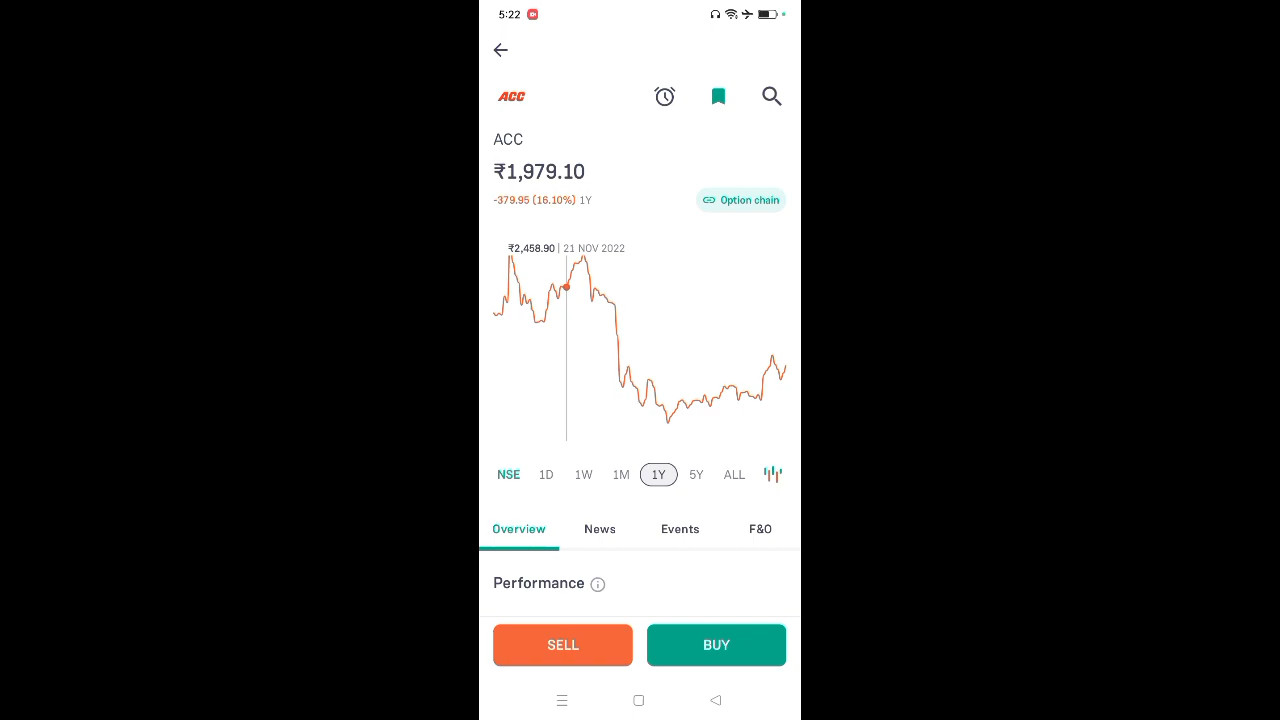 5:22
ACC
ACC
₹1,979.10
-379.95 (16.10%) 1Y
Option chain
₹2,458.90 | 21 NOV 2022
NSE 1D 1W 1M 1Y 5Y ALL
Overview News Events F&O
Performance
SELL BUY